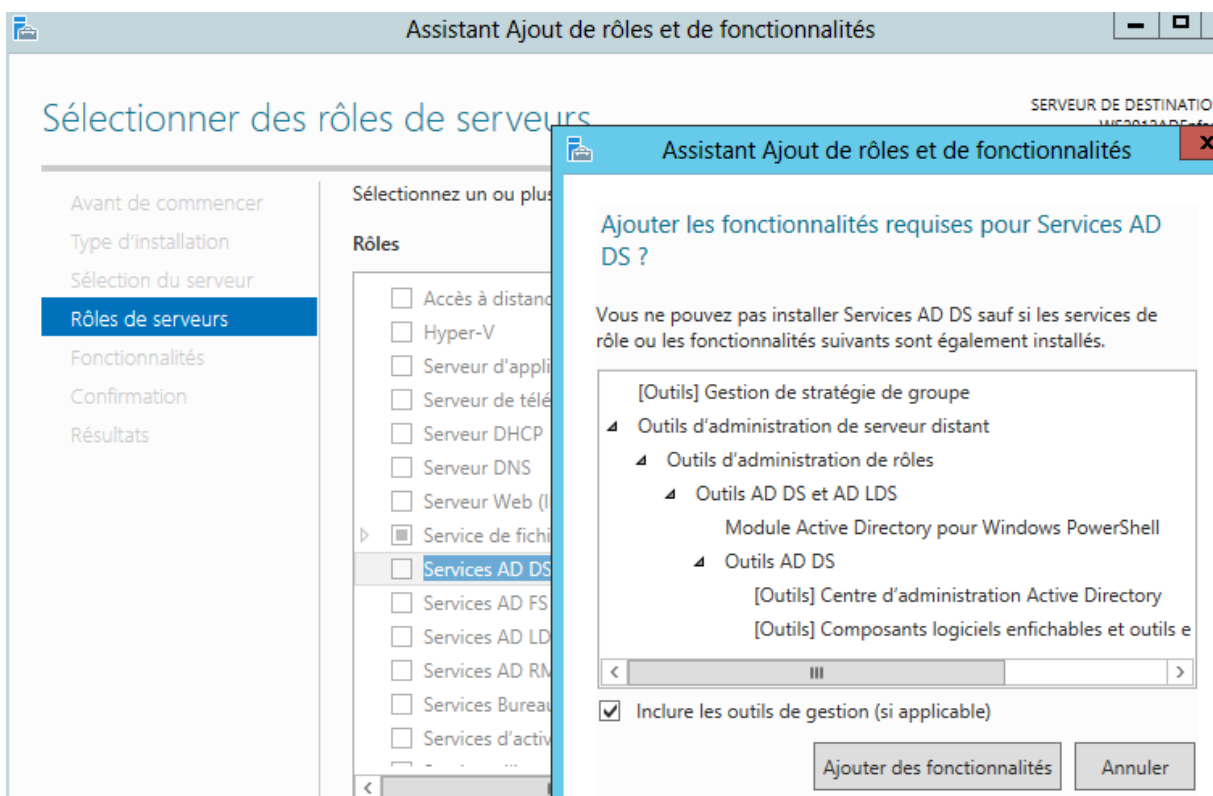 Assistant Ajout de rôles et de fonctionnalités
Sélectionner des rôles de serveurs
SERVEUR DE DESTINATIO
Avant de commencer
Type d'installation
Sélection du serveur
Rôles de serveurs
Fonctionnalités
Confirmation
Résultats
Sélectionnez un ou plus
Rôles
Accès à distanc
Hyper-V
Serveur d'appli
Serveur de télé
Serveur DHCP
Serveur DNS
Serveur Web (I
Service de fichi
Services AD DS
Services AD FS
Services AD LD
Services AD RM
Services Bureau
Services d'activ
Assistant Ajout de rôles et de fonctionnalités
x
Ajouter les fonctionnalités requises pour Services AD
DS ?
Vous ne pouvez pas installer Services AD DS sauf si les services de
rôle ou les fonctionnalités suivants sont également installés.
[Outils] Gestion de stratégie de groupe
Outils d'administration de serveur distant
Outils d'administration de rôles
Outils AD DS et AD LDS
Module Active Directory pour Windows PowerShell
Outils AD DS
[Outils] Centre d'administration Active Directory
[Outils] Composants logiciels enfichables et outils e
Inclure les outils de gestion (si applicable)
Ajouter des fonctionnalités
Annuler